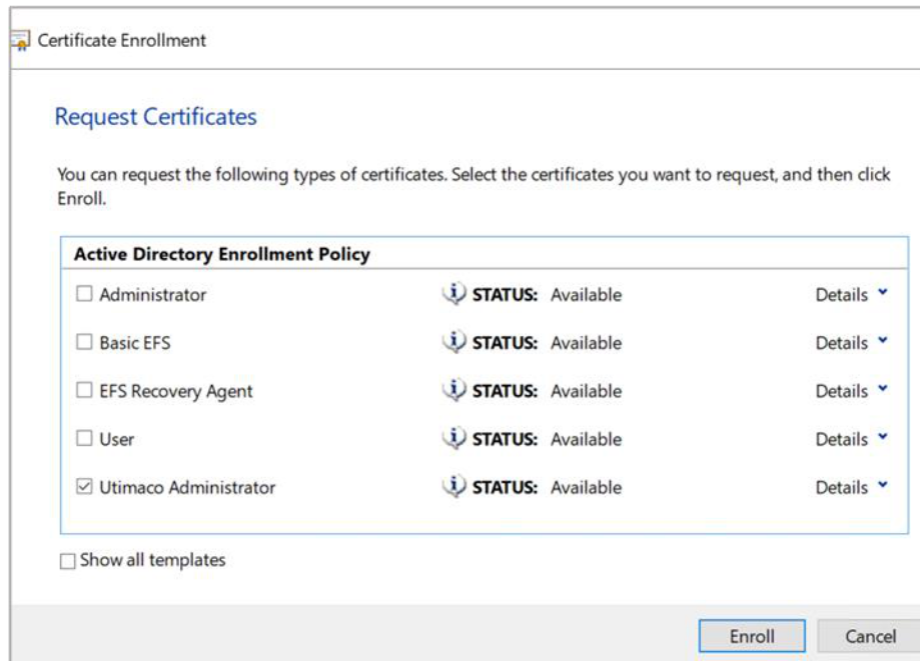 Certificate Enrollment
Request Certificates
You can request the following types of certificates. Select the certificates you want to request, and then click
Enroll.
Active Directory Enrollment Policy
Administrator STATUS: Available Details
Basic EFS STATUS: Available Details
EFS Recovery Agent STATUS: Available Details
User STATUS: Available Details
Utimaco Administrator STATUS: Available Details
Show all templates
Enroll Cancel